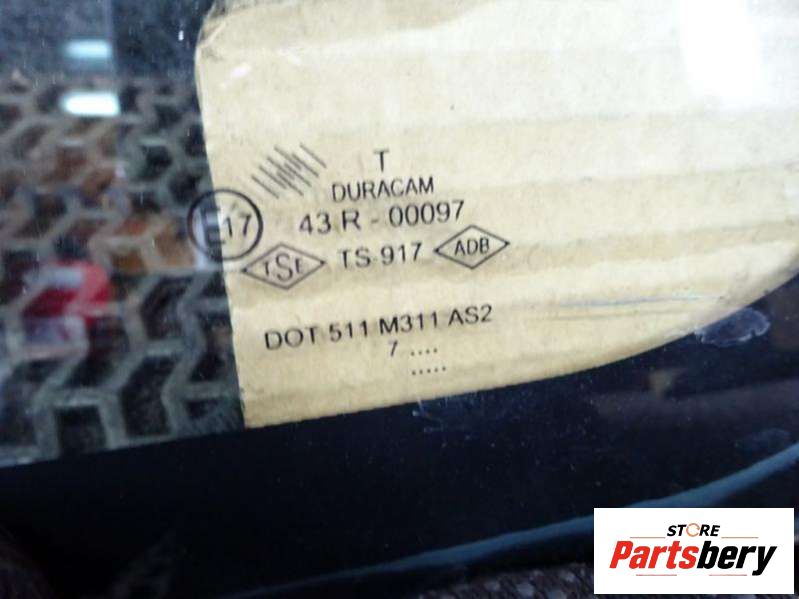 T
DURACAM
E17 43 R - 00097
TSE TS 917 ADB
DOT 511 M311 AS2
7 ....
.....
STORE
Partsbery